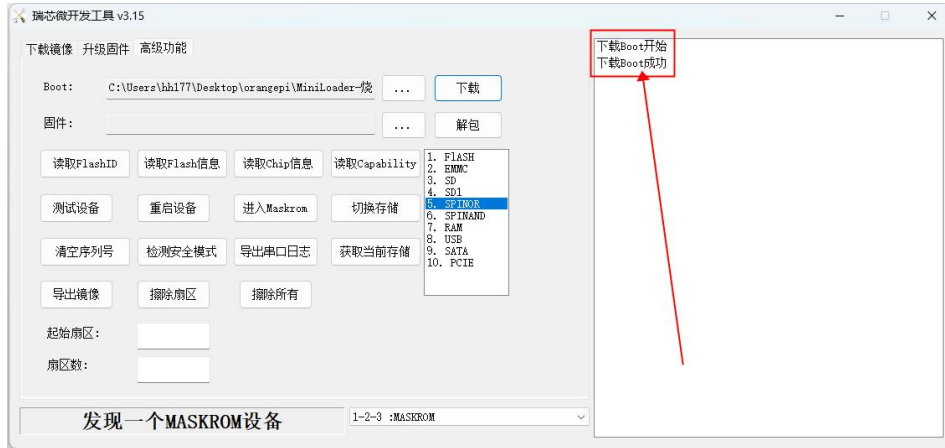 瑞芯微开发工具 v3.15
下载镜像 升级固件 高级功能
Boot: C:\Users\hh177\Desktop\orangepi\MiniLoader-烧 ... 下载
固件: ... 解包
读取FlashID 读取Flash信息 读取Chip信息 读取Capability
测试设备 重启设备 进入Maskrom 切换存储
清空序列号 检测安全模式 导出串口日志 获取当前存储
导出镜像 擦除扇区 擦除所有
1. FlASH
2. EMMC
3. SD
4. SD1
5. SPINOR
6. SPINAND
7. RAM
8. USB
9. SATA
10. PCIE
起始扇区:
扇区数:
发现一个MASKROM设备 1-2-3 :MASKROM
下载Boot开始
下载Boot成功